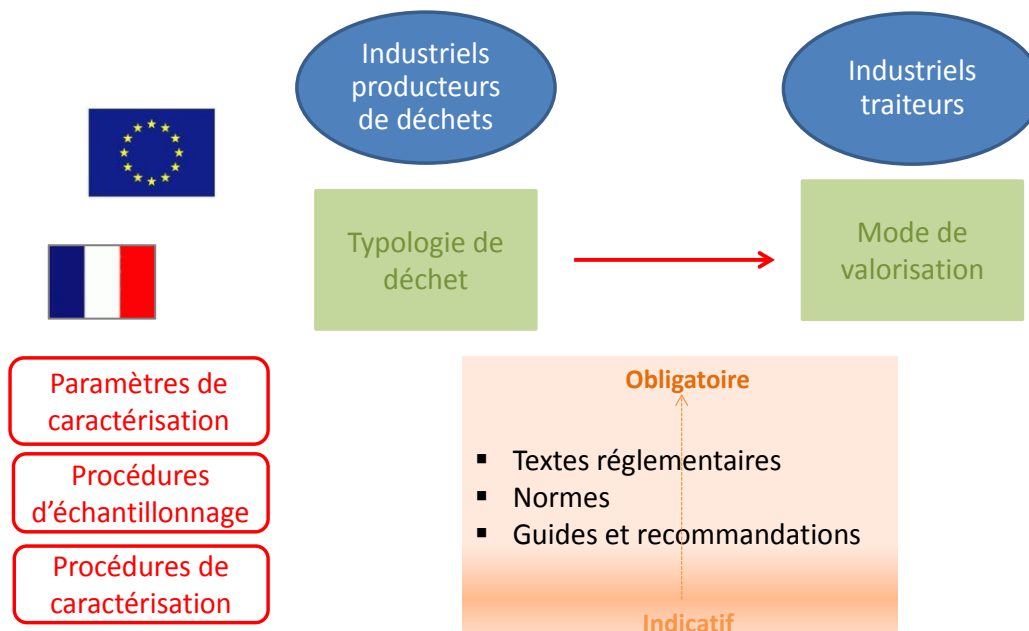 Industriels
producteurs
de déchets
Industriels
traiteurs
Typologie de
déchet
Mode de
valorisation
Paramètres de
caractérisation
Procédures
d'échantillonnage
Procédures de
caractérisation
Obligatoire
▪ Textes réglementaires
▪ Normes
▪ Guides et recommandations
Indicatif